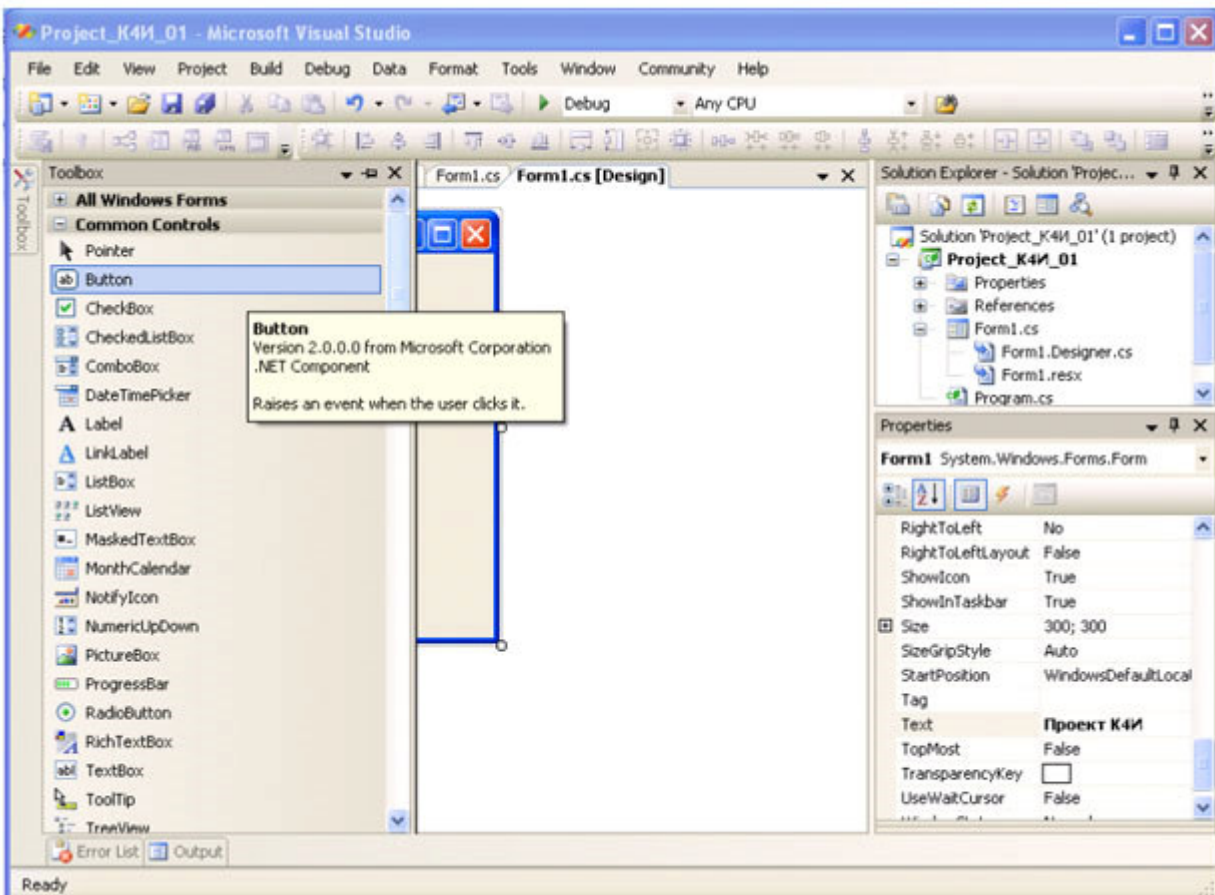 Project_К4И_01 - Microsoft Visual Studio
File Edit View Project Build Debug Data Format Tools Window Community Help
Debug Any CPU
Toolbox
Toolbox
All Windows Forms
Common Controls
Pointer
Button
CheckBox
CheckedListBox
ComboBox
DateTimePicker
Label
LinkLabel
ListBox
ListView
MaskedTextBox
MonthCalendar
NotifyIcon
NumericUpDown
PictureBox
ProgressBar
RadioButton
RichTextBox
TextBox
ToolTip
TreeView
Button
Version 2.0.0.0 from Microsoft Corporation
.NET Component
Raises an event when the user clicks it.
Form1.cs Form1.cs [Design]
Solution Explorer - Solution 'Projec...
Solution 'Project_К4И_01' (1 project)
Project_К4И_01
Properties
References
Form1.cs
Form1.Designer.cs
Form1.resx
Program.cs
Properties
Form1 System.Windows.Forms.Form
RightToLeft No
RightToLeftLayout False
ShowIcon True
ShowInTaskbar True
Size 300; 300
SizeGripStyle Auto
StartPosition WindowsDefaultLocal
Tag
Text Проект К4И
TopMost False
TransparencyKey
UseWaitCursor False
Error List Output
Ready